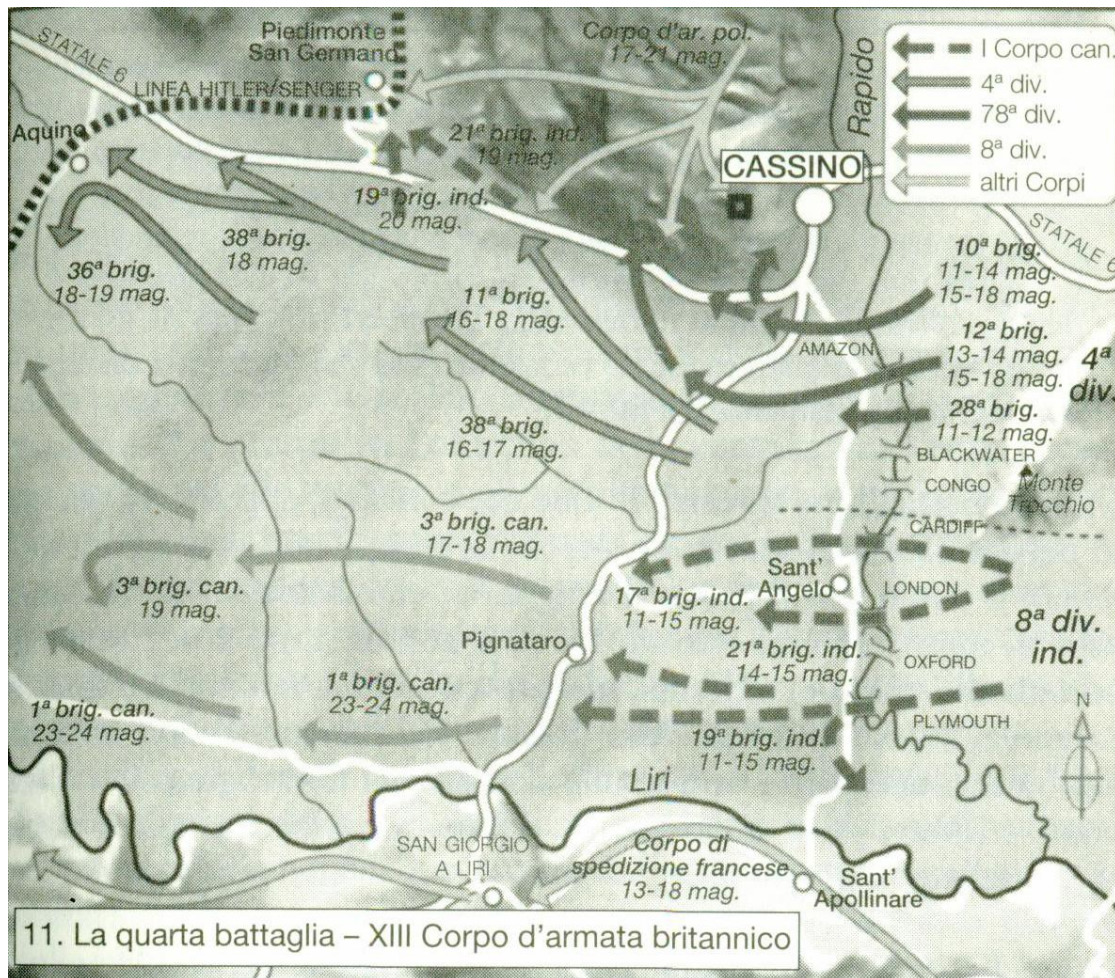 Piedimonte
San Germano
STATALE 6
LINEA HITLER/SENGER
Aquino
Corpo d'ar. pol.
17-21 mag.
Rapido
I Corpo can.
4ª div.
78ª div.
8ª div.
altri Corpi
21ª brig. ind.
19 mag.
CASSINO
19ª brig. ind.
20 mag.
STATALE 6
38ª brig.
18 mag.
36ª brig.
18-19 mag.
11ª brig.
16-18 mag.
10ª brig.
11-14 mag.
15-18 mag.
AMAZON
12ª brig.
13-14 mag.
15-18 mag.
4ª
div.
28ª brig.
11-12 mag.
38ª brig.
16-17 mag.
BLACKWATER
CONGO
Monte
Trocchio
CARDIFF
3ª brig. can.
17-18 mag.
3ª brig. can.
19 mag.
Sant'
Angelo
LONDON
17ª brig. ind.
11-15 mag.
8ª div.
ind.
Pignataro
21ª brig. ind.
14-15 mag.
OXFORD
1ª brig. can.
23-24 mag.
1ª brig. can.
23-24 mag.
PLYMOUTH
N
19ª brig. ind.
11-15 mag.
Liri
SAN GIORGIO
A LIRI
Corpo di
spedizione francese
13-18 mag.
Sant'
Apollinare
11. La quarta battaglia – XIII Corpo d'armata britannico